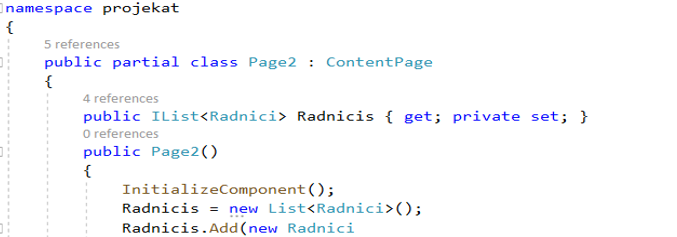 namespace projekat
{
5 references
public partial class Page2 : ContentPage
{
4 references
public IList<Radnici> Radnicis { get; private set; }
0 references
public Page2()
{
InitializeComponent();
Radnicis = new List<Radnici>();
Radnicis.Add(new Radnici